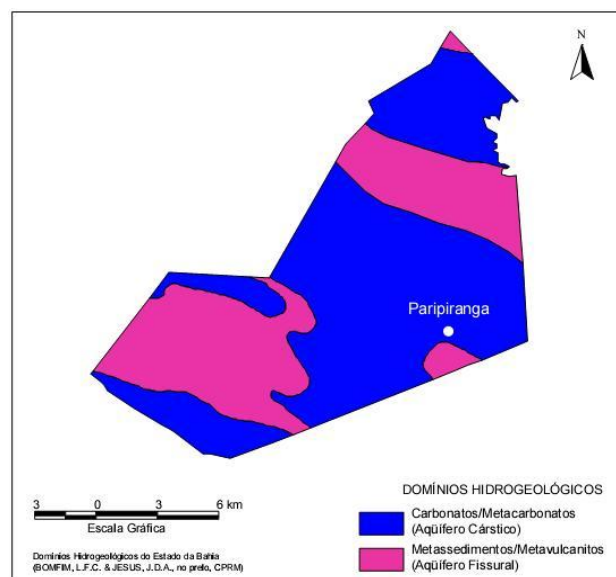 N
Paripiranga
3 0 3 6 km
Escala Gráfica
Domínios Hidrogeológicos do Estado da Bahia
(BOMFIM, L.F.C. & JESUS, J.D.A., no prelo, CPRM)
DOMÍNIOS HIDROGEOLÓGICOS
Carbonatos/Metacarbonatos
(Aqüífero Cárstico)
Metassedimentos/Metavulcanitos
(Aqüífero Fissural)